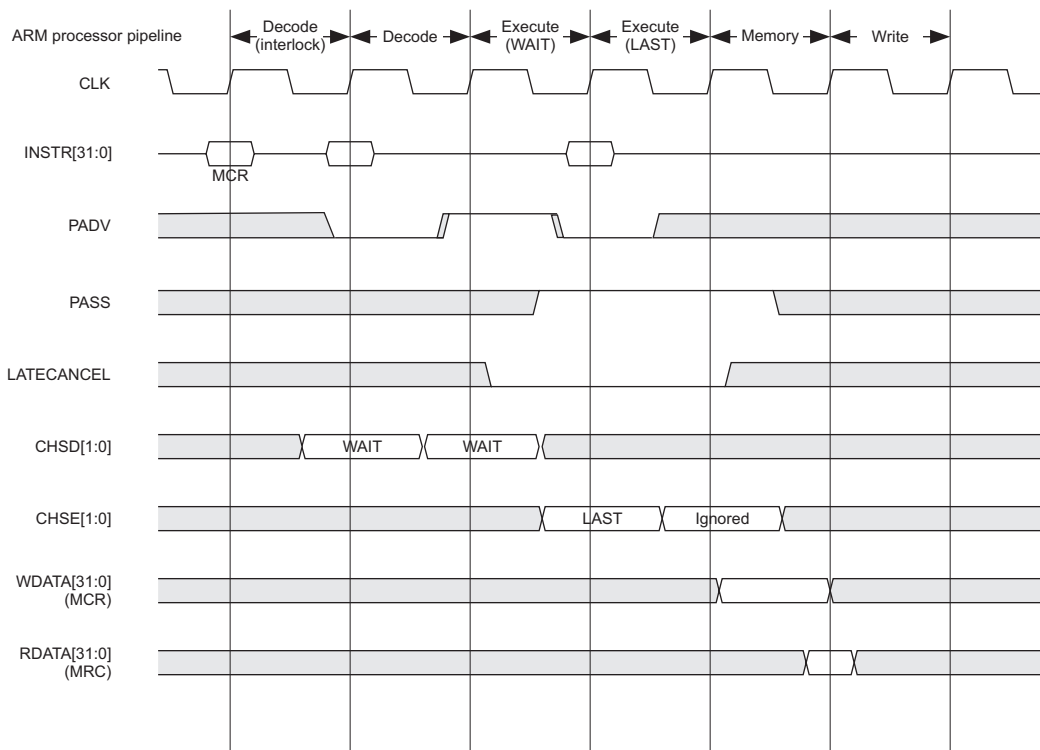 ARM processor pipeline
Decode
(interlock)
Decode
Execute
(WAIT)
Execute
(LAST)
Memory
Write
CLK
INSTR[31:0]
MCR
PADV
PASS
LATECANCEL
CHSD[1:0]
WAIT
WAIT
CHSE[1:0]
LAST
Ignored
WDATA[31:0]
(MCR)
RDATA[31:0]
(MRC)